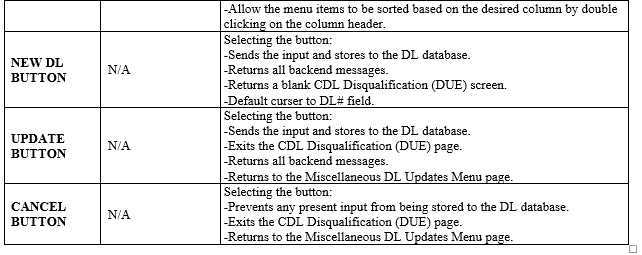 -Allow the menu items to be sorted based on the desired column by double
clicking on the column header.
NEW DL
BUTTON
N/A
Selecting the button:
-Sends the input and stores to the DL database.
-Returns all backend messages.
-Returns a blank CDL Disqualification (DUE) screen.
-Default curser to DL# field.
UPDATE
BUTTON
N/A
Selecting the button:
-Sends the input and stores to the DL database.
-Exits the CDL Disqualification (DUE) page.
-Returns all backend messages.
-Returns to the Miscellaneous DL Updates Menu page.
CANCEL
BUTTON
N/A
Selecting the button:
-Prevents any present input from being stored to the DL database.
-Exits the CDL Disqualification (DUE) page.
-Returns to the Miscellaneous DL Updates Menu page.